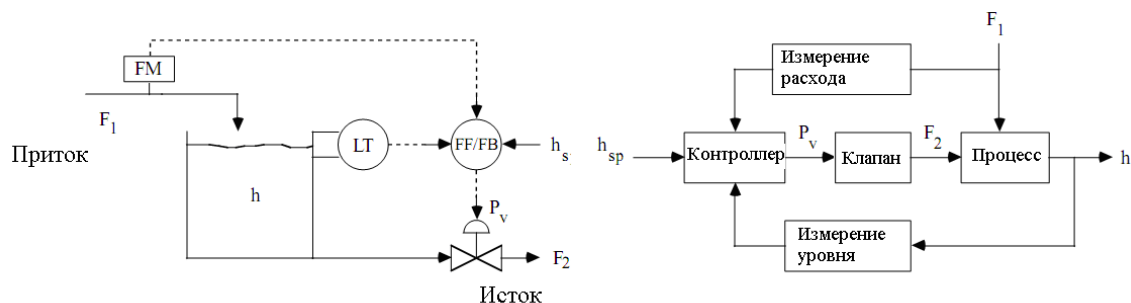 FM
F1
Приток
LT
FF/FB
hs
h
Pv
F2
Исток
F1
Измерение
расхода
hsp
Контроллер
Pv
Клапан
F2
Процесс
h
Измерение
уровня